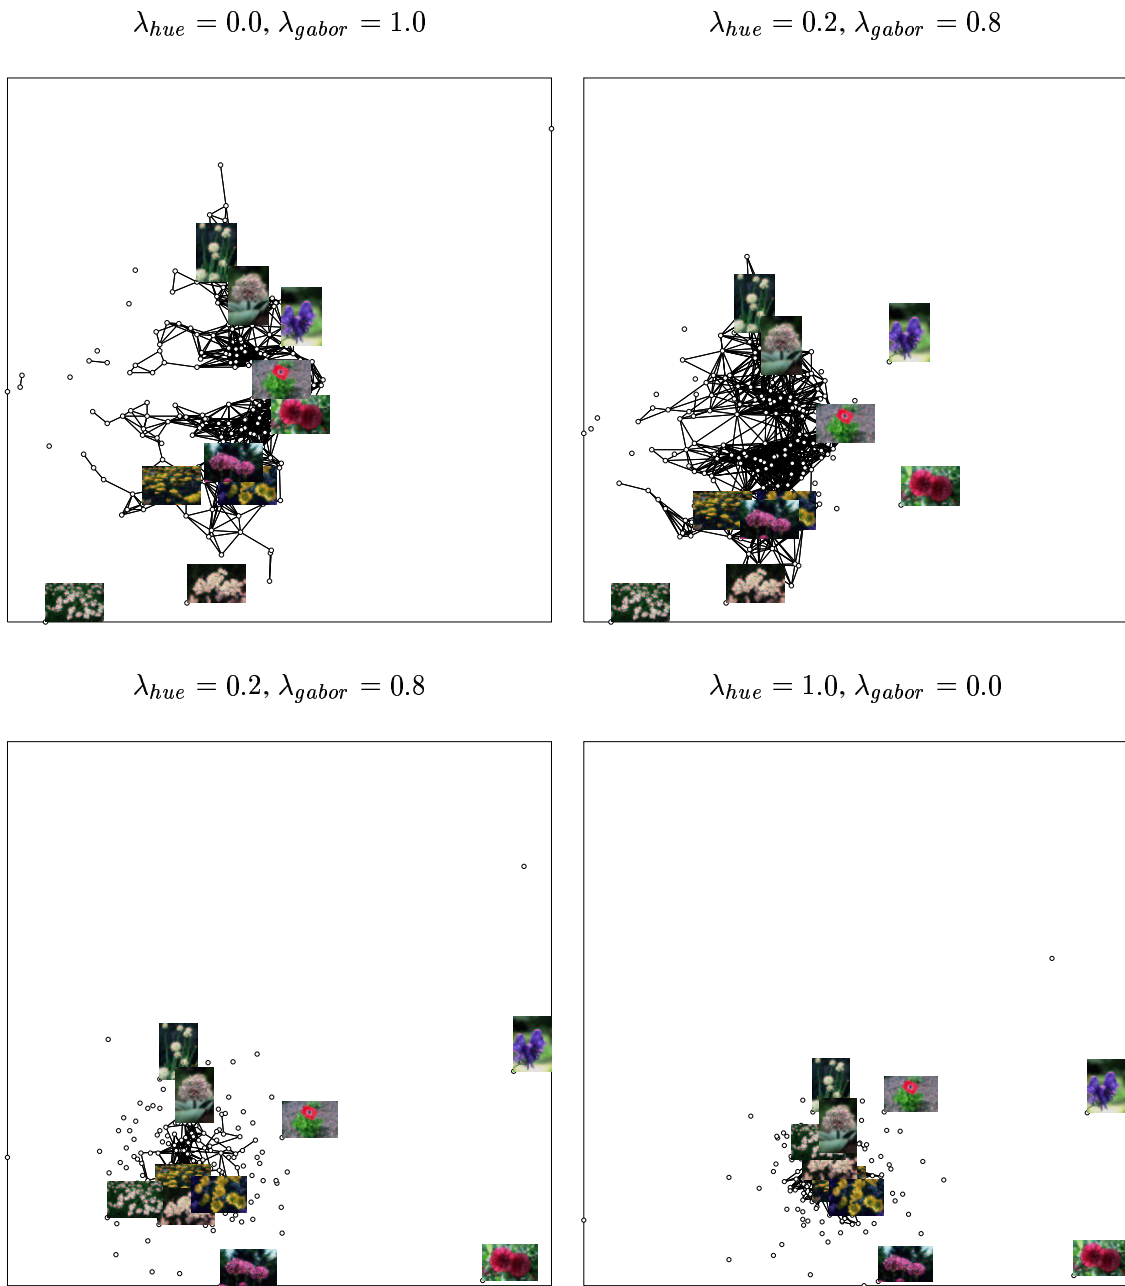 λ_hue = 0.0, λ_gabor = 1.0
λ_hue = 0.2, λ_gabor = 0.8
λ_hue = 0.2, λ_gabor = 0.8
λ_hue = 1.0, λ_gabor = 0.0